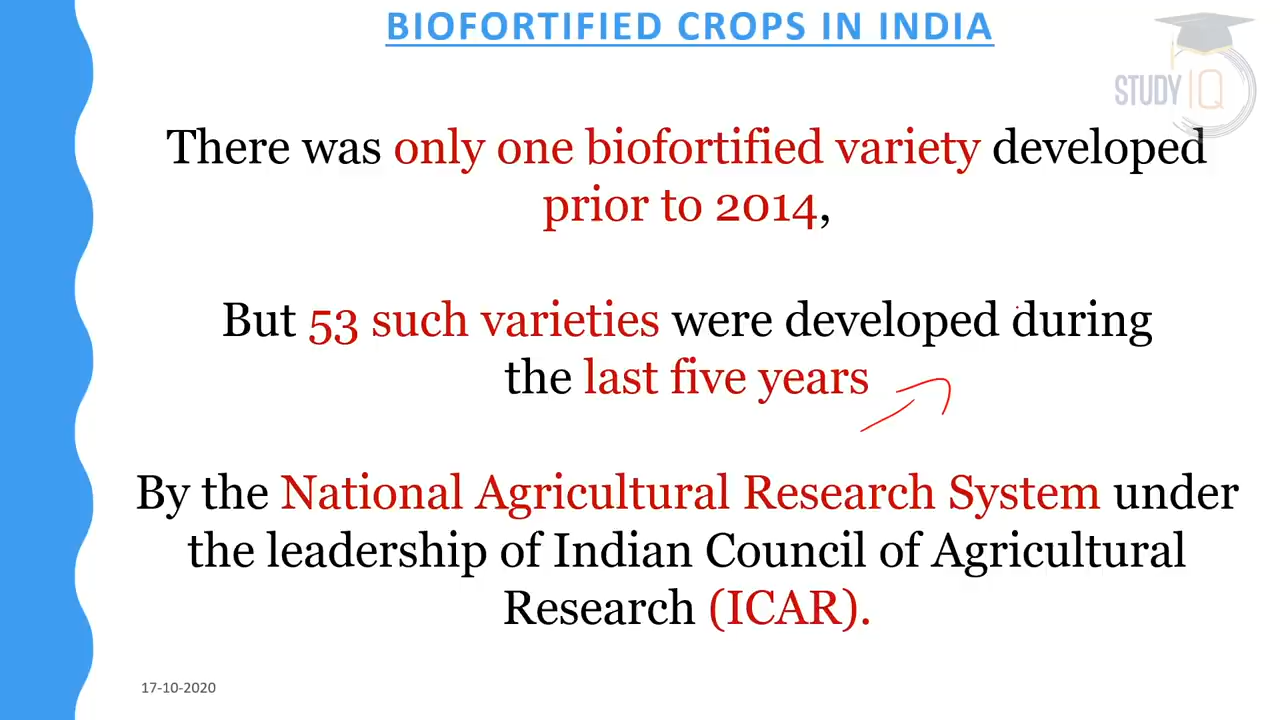 BIOFORTIFIED CROPS IN INDIA
STUDY IQ
There was only one biofortified variety developed
prior to 2014,
But 53 such varieties were developed during
the last five years
By the National Agricultural Research System under
the leadership of Indian Council of Agricultural
Research (ICAR).
17-10-2020